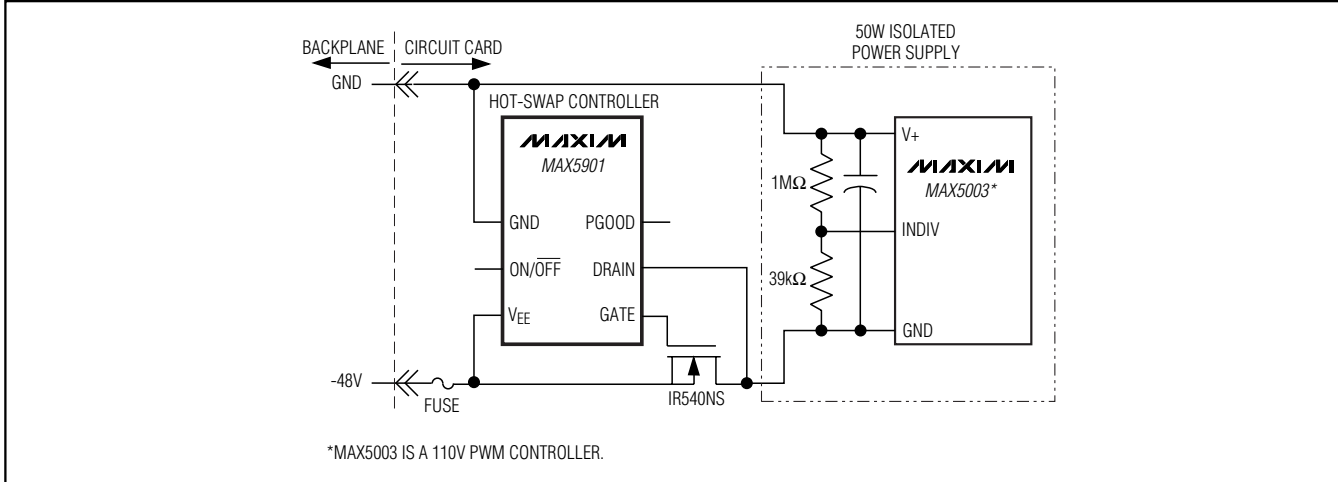 50W ISOLATED
POWER SUPPLY
BACKPLANE
CIRCUIT CARD
GND
HOT-SWAP CONTROLLER
MAXIM
MAX5901
GND
PGOOD
ON/OFF
DRAIN
VEE
GATE
V+
MAXIM
MAX5003*
1MΩ
INDIV
39kΩ
GND
-48V
FUSE
IR540NS
*MAX5003 IS A 110V PWM CONTROLLER.